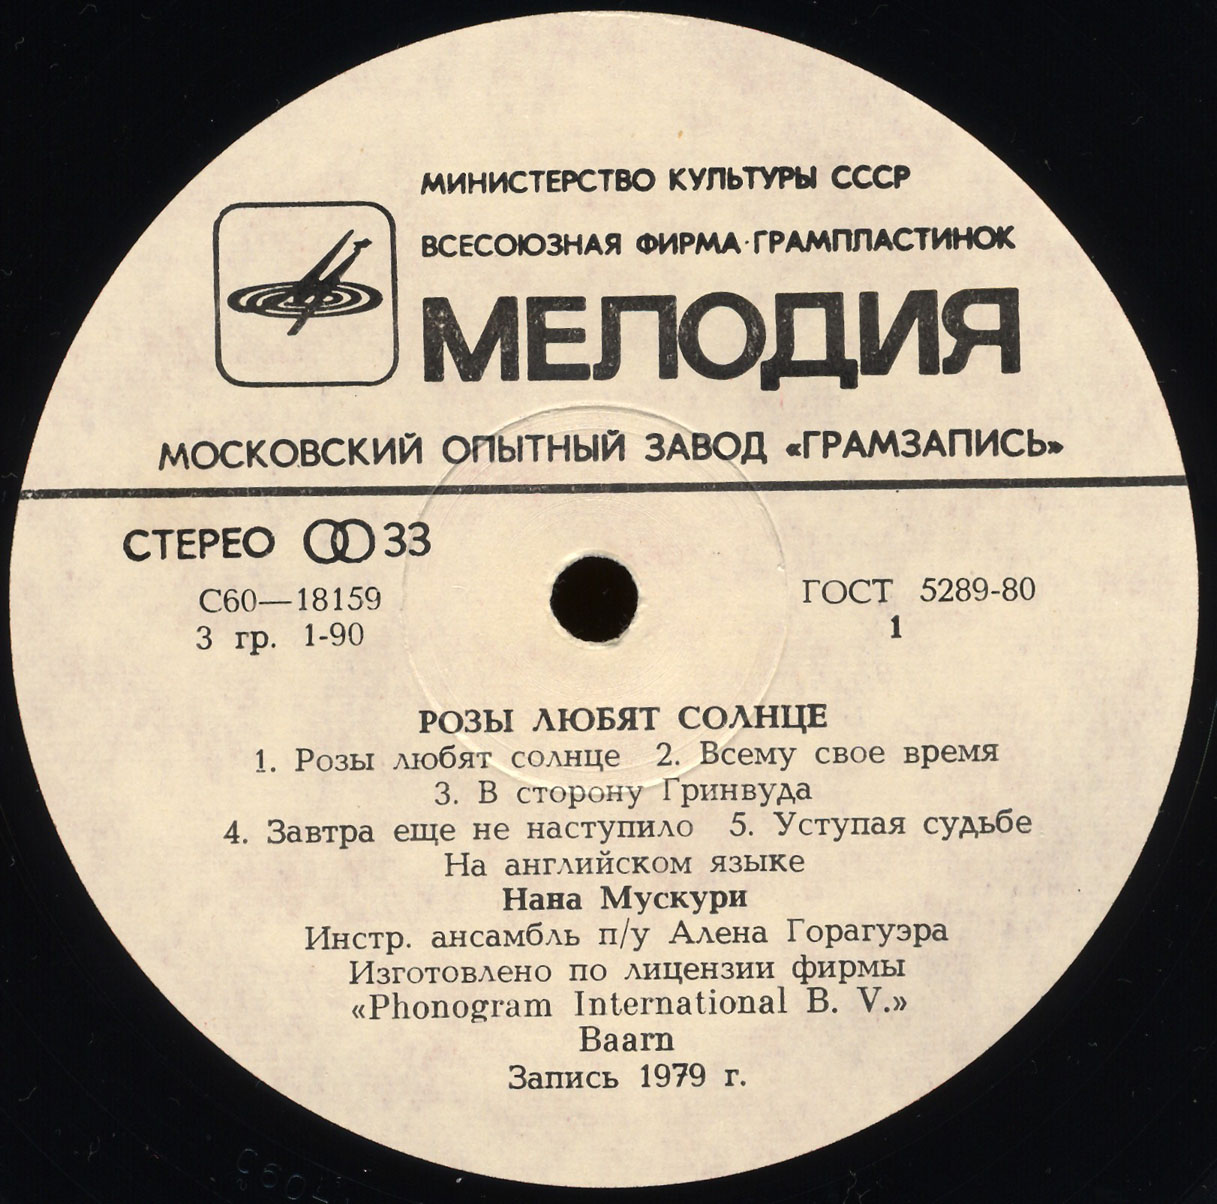 МИНИСТЕРСТВО КУЛЬТУРЫ СССР
ВСЕСОЮЗНАЯ ФИРМА·ГРАМПЛАСТИНОК
МЕЛОДИЯ
МОСКОВСКИЙ ОПЫТНЫЙ ЗАВОД «ГРАМЗАПИСЬ»
СТЕРЕО 33
С60—18159
ГОСТ 5289-80
3 гр. 1-90
1
РОЗЫ ЛЮБЯТ СОЛНЦЕ
1. Розы любят солнце 2. Всему свое время
3. В сторону Гринвуда
4. Завтра еще не наступило 5. Уступая судьбе
На английском языке
Нана Мускури
Инстр. ансамбль п/у Алена Горагуэра
Изготовлено по лицензии фирмы
«Phonogram International B. V.»
Baarn
Запись 1979 г.